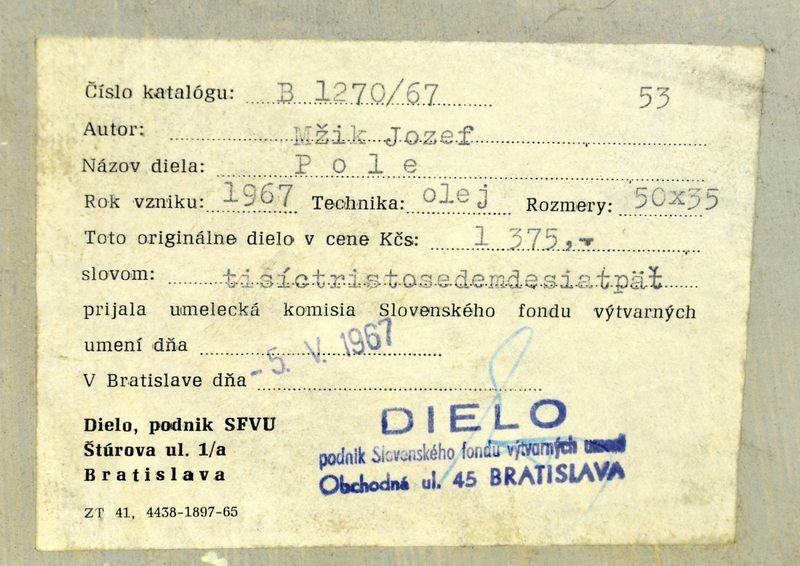 Číslo katalógu: B 1270/67 53
Autor: Mžik Jozef
Názov diela: Pole
Rok vzniku: 1967 Technika: olej Rozmery: 50x35
Toto originálne dielo v cene Kčs: 1 375,-
slovom: tisíctristosedemdesiatpäť
prijala umelecká komisia Slovenského fondu výtvarných
umení dňa - 5. V. 1967
V Bratislave dňa
Dielo, podnik SFVU
Štúrova ul. 1/a
Bratislava
ZT 41, 4438-1897-65
DIELO
podnik Slovenského fondu výtvarných umení
Obchodná ul. 45 BRATISLAVA